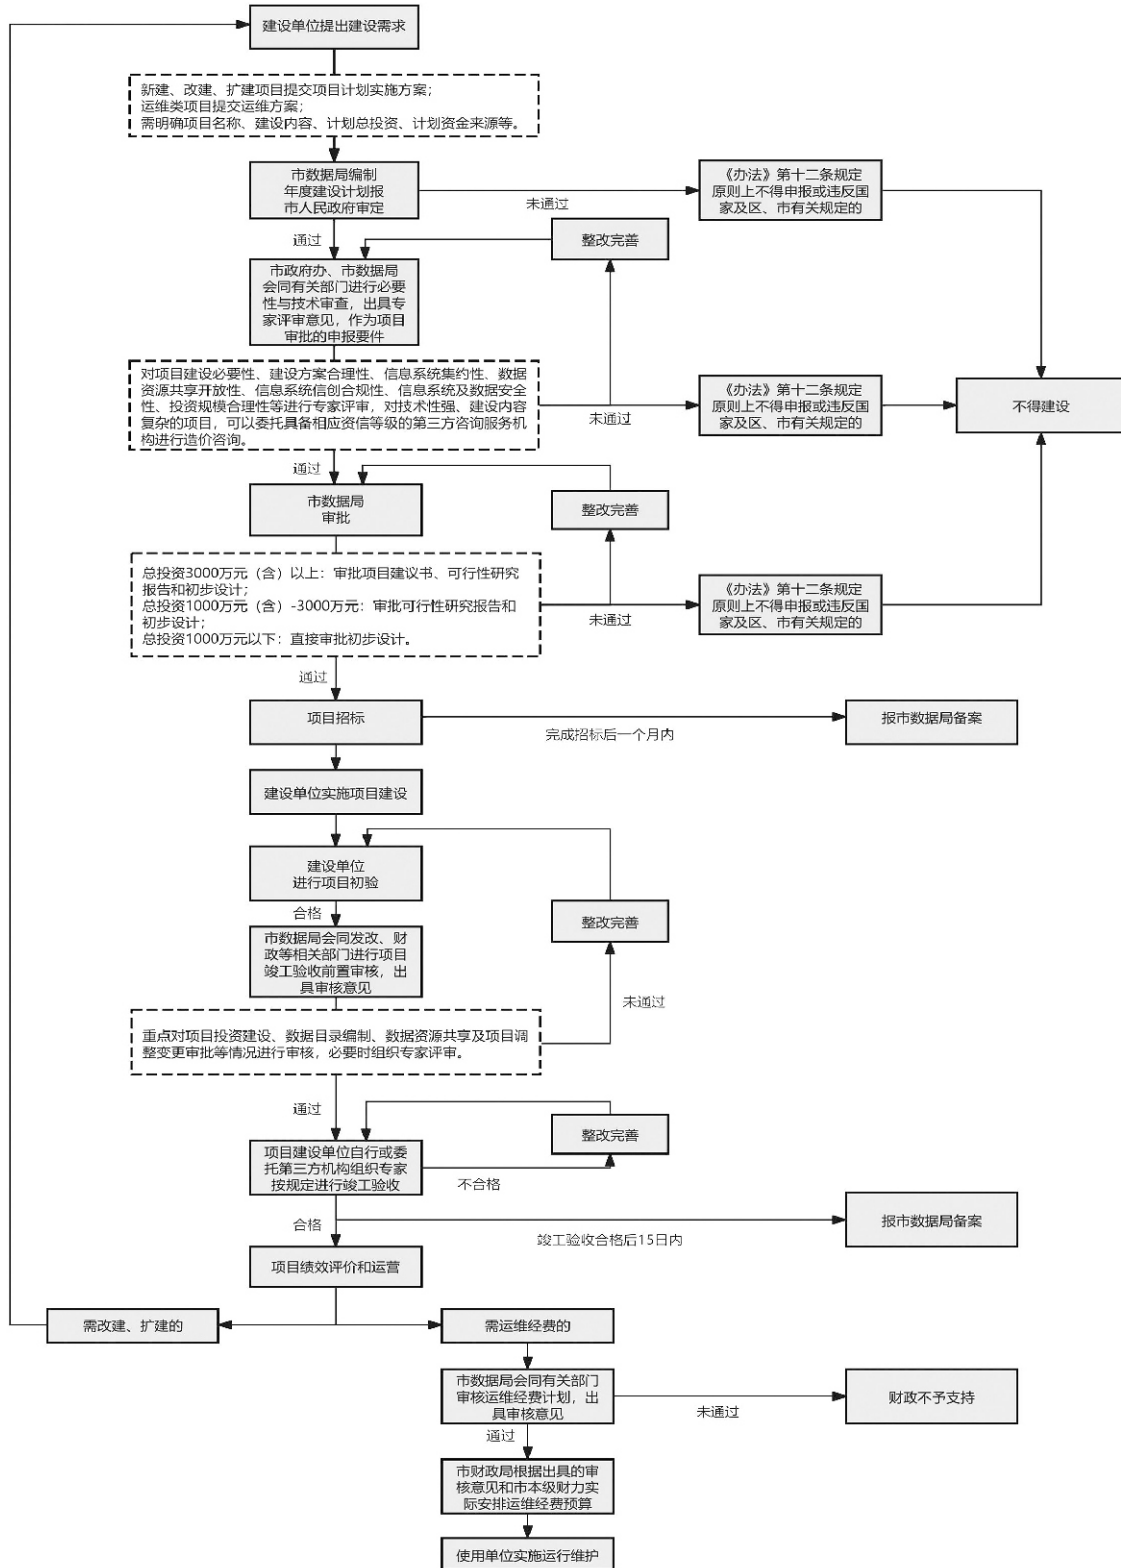 建设单位提出建设需求
新建、改建、扩建项目提交项目计划实施方案；
运维类项目提交运维方案；
需明确项目名称、建设内容、计划总投资、计划资金来源等。
市数据局编制
年度建设计划报
市人民政府审定
未通过
《办法》第十二条规定
原则上不得申报或违反国
家及区、市有关规定的
通过
整改完善
市政府办、市数据局
会同有关部门进行必要
性与技术审查，出具专
家评审意见，作为项目
审批的申报要件
对项目建设必要性、建设方案合理性、信息系统集约性、数据
资源共享开放性、信息系统信创合规性、信息系统及数据安全
性、投资规模合理性等进行专家评审，对技术性强、建设内容
复杂的项目，可以委托具备相应资信等级的第三方咨询服务机
构进行造价咨询。
未通过
《办法》第十二条规定
原则上不得申报或违反国
家及区、市有关规定的
不得建设
通过
市数据局
审批
整改完善
总投资3000万元（含）以上：审批项目建议书、可行性研究
报告和初步设计；
总投资1000万元（含）-3000万元：审批可行性研究报告和
初步设计；
总投资1000万元以下：直接审批初步设计。
未通过
《办法》第十二条规定
原则上不得申报或违反国
家及区、市有关规定的
通过
项目招标
完成招标后一个月内
报市数据局备案
建设单位实施项目建设
建设单位
进行项目初验
合格
整改完善
市数据局会同发改、财
政等相关部门进行项目
竣工验收前置审核，出
具审核意见
未通过
重点对项目投资建设、数据目录编制、数据资源共享及项目调
整变更审批等情况进行审核，必要时组织专家评审。
通过
整改完善
项目建设单位自行或委
托第三方机构组织专家
按规定进行竣工验收
不合格
合格
竣工验收合格后15日内
报市数据局备案
项目绩效评价和运营
需改建、扩建的
需运维经费的
市数据局会同有关部门
审核运维经费计划，出
具审核意见
未通过
财政不予支持
通过
市财政局根据出具的审
核意见和市本级财力实
际安排运维经费预算
使用单位实施运行维护